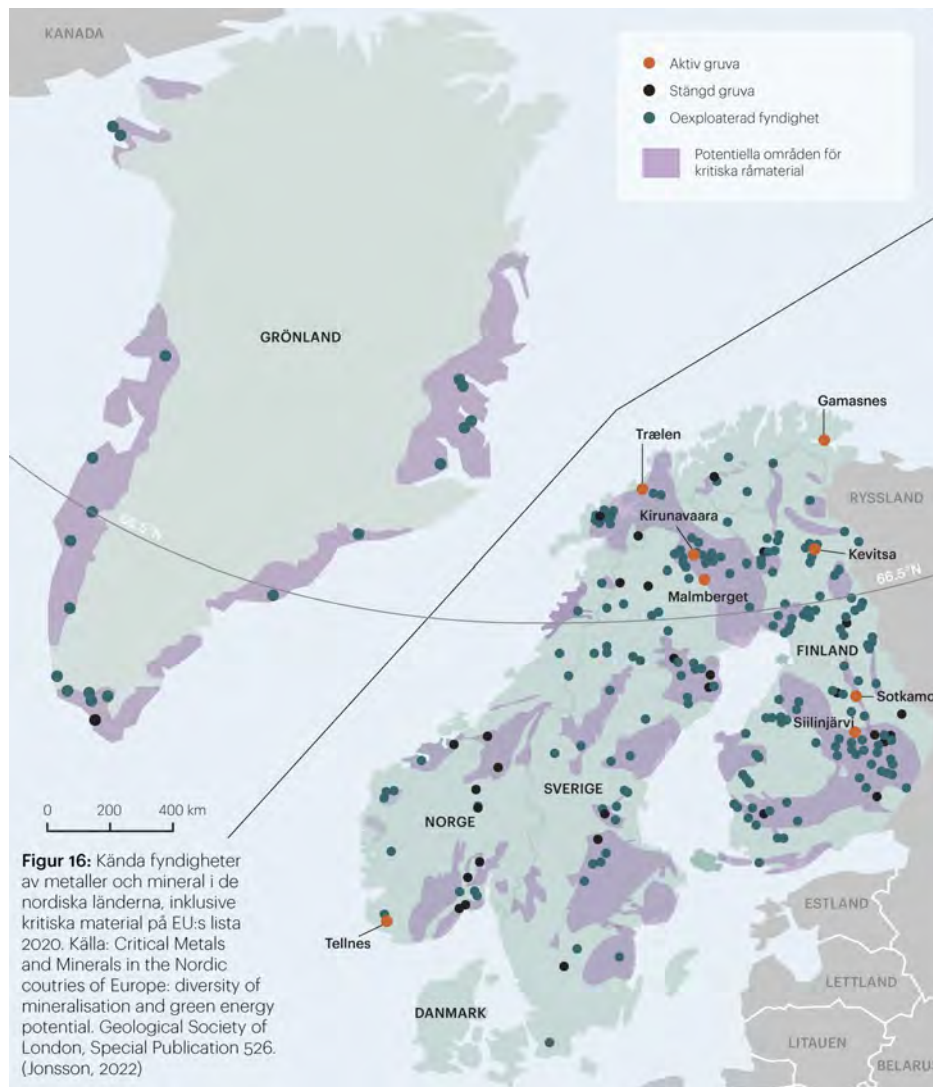 KANADA
Aktiv gruva
Stängd gruva
Oexploaterad fyndighet
Potentiella områden för
kritiska råmaterial
GRÖNLAND
66.5°N
Gamasnes
Trælen
RYSSLAND
Kirunavaara
Kevitsa
66.5°N
Malmberget
FINLAND
Sotkamo
Siilinjärvi
SVERIGE
NORGE
0 200 400 km
Figur 16: Kända fyndigheter
av metaller och mineral i de
nordiska länderna, inklusive
kritiska material på EU:s lista
2020. Källa: Critical Metals
and Minerals in the Nordic
coutries of Europe: diversity of
mineralisation and green energy
potential. Geological Society of
London, Special Publication 526.
(Jonsson, 2022)
Tellnes
ESTLAND
LETTLAND
DANMARK
LITAUEN
BELARUS